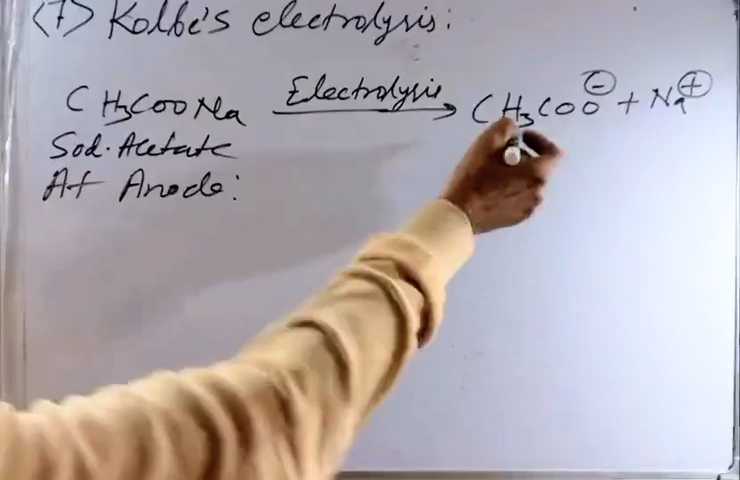 (7) Kolbe's electrolysis:
CH₃COONa Electrolysis → CH₃COO⊖ + Na⊕
Sod. Acetate
At Anode: